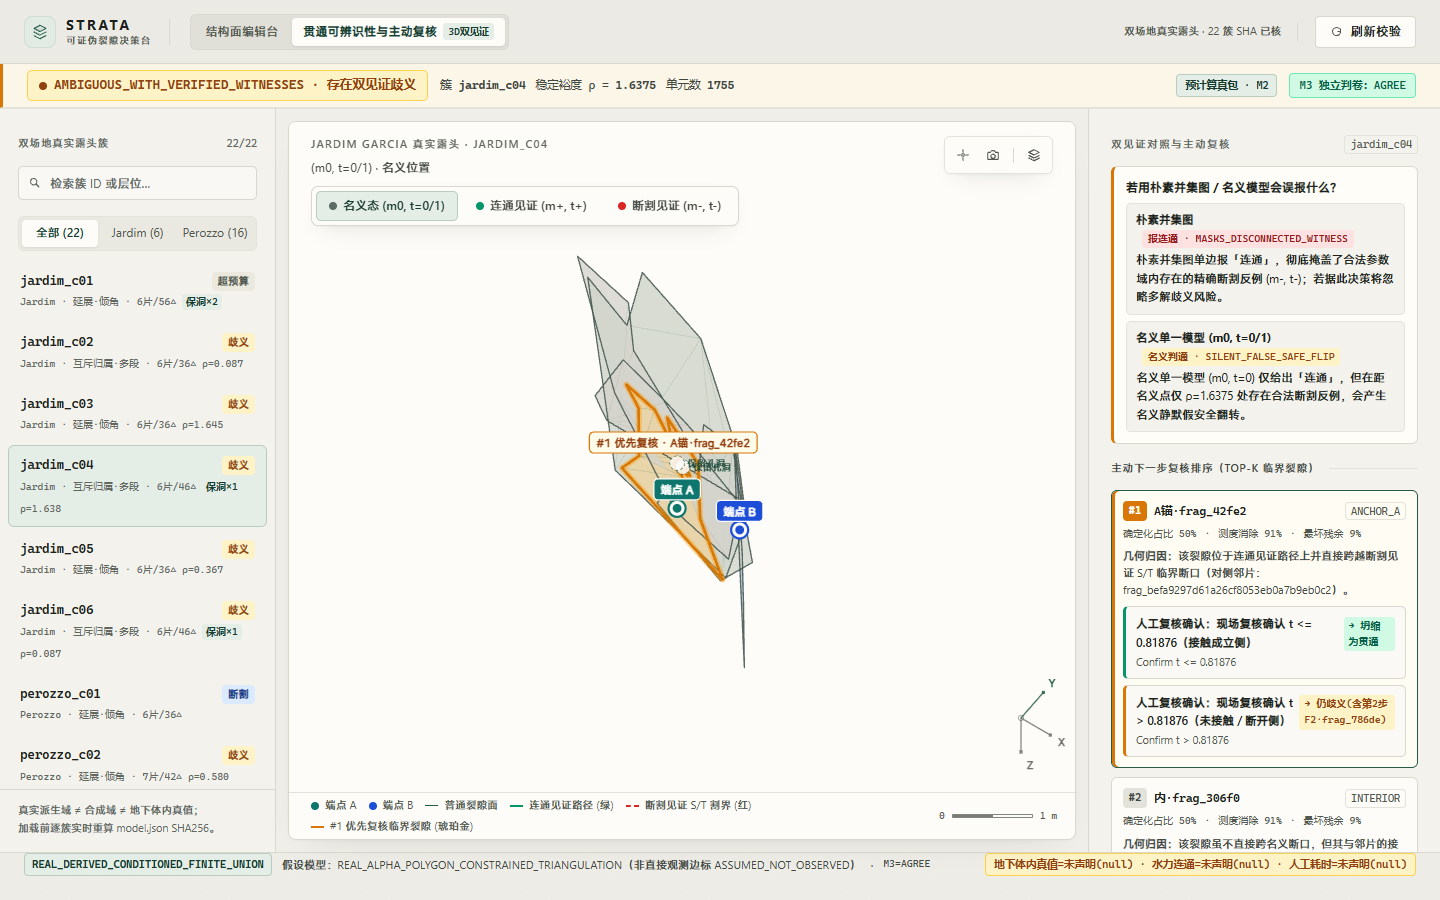 STRATA
可证伪裂隙决策台
结构面编辑台
贯通可辨识性与主动复核 3D双见证
双场地真实露头 · 22 簇 SHA 已核
刷新校验
AMBIGUOUS_WITH_VERIFIED_WITNESSES · 存在双见证歧义
簇 jardim_c04 稳定裕度 ρ = 1.6375 单元数 1755
预计算真包 · M2
M3 独立判卷: AGREE
双场地真实露头簇 22/22
检索簇 ID 或层位...
全部 (22) Jardim (6) Perozzo (16)
jardim_c01 超预算
Jardim · 延展·倾角 · 6片/56△ 保洞×2
jardim_c02 歧义
Jardim · 互斥归属·多段 · 6片/36△ ρ=0.087
jardim_c03 歧义
Jardim · 延展·倾角 · 6片/36△ ρ=1.645
jardim_c04 歧义
Jardim · 延展·倾角 · 6片/46△ 保洞×1
ρ=1.638
jardim_c05 歧义
Jardim · 延展·倾角 · 6片/36△ ρ=0.367
jardim_c06 歧义
Jardim · 互斥归属·多段 · 6片/46△ 保洞×1
ρ=0.087
perozzo_c01 断割
Perozzo · 延展·倾角 · 6片/36△
perozzo_c02 歧义
Perozzo · 延展·倾角 · 7片/42△ ρ=0.580
真实派生域 ≠ 合成域 ≠ 地下体内真值；
加载前逐簇实时重算 model.json SHA256。
JARDIM GARCIA 真实露头 · JARDIM_C04
(m0, t=0/1) · 名义位置
名义态 (m0, t=0/1)
连通见证 (m+, t+)
断割见证 (m-, t-)
#1 优先复核 · A锚·frag_42fe2
端点 A
端点 B
Y
X
Z
端点 A
端点 B
普通裂隙面
连通见证路径 (绿)
断割见证 S/T 割界 (红)
#1 优先复核临界裂隙 (琥珀金)
0 1 m
双见证对照与主动复核 jardim_c04
若用朴素并集图 / 名义模型会误报什么？
朴素并集图
报连通 · MASKS_DISCONNECTED_WITNESS
朴素并集图单边报「连通」，彻底掩盖了合法参数
域内存在的精确断割反例 (m-, t-)；若据此决策将忽
略多解歧义风险。
名义单一模型 (m0, t=0/1)
名义判通 · SILENT_FALSE_SAFE_FLIP
名义单一模型 (m0, t=0) 仅给出「连通」，但在距
名义点仅 ρ=1.6375 处存在合法断割反例，会产生
名义静默假安全翻转。
主动下一步复核排序 (TOP-K 临界裂隙)
#1 A锚·frag_42fe2 ANCHOR_A
确定化占比 50% · 测度消除 91% · 最坏残余 9%
几何归因：该裂隙位于连通见证路径上并直接跨越断割见
证 S/T 临界断口（对侧邻片：
frag_befa9297d61a26cf8053eb0a7b9eb0c2）。
人工复核确认：现场复核确认 t <=
0.81876（接触成立侧）
Confirm t <= 0.81876
→ 坍缩
为贯通
人工复核确认：现场复核确认 t
> 0.81876（未接触 / 断开侧）
Confirm t > 0.81876
→ 仍歧义(含第2步
F2·frag_786de)
#2 内·frag_306f0 INTERIOR
确定化占比 50% · 测度消除 91% · 最坏残余 9%
几何归因：该裂隙虽不直接跨名义断口，但其与邻片的接
REAL_DERIVED_CONDITIONED_FINITE_UNION
假设模型：REAL_ALPHA_POLYGON_CONSTRAINED_TRIANGULATION（非直接观测边标 ASSUMED_NOT_OBSERVED） · M3=AGREE
地下体内真值=未声明(null) · 水力连通=未声明(null) · 人工耗时=未声明(null)